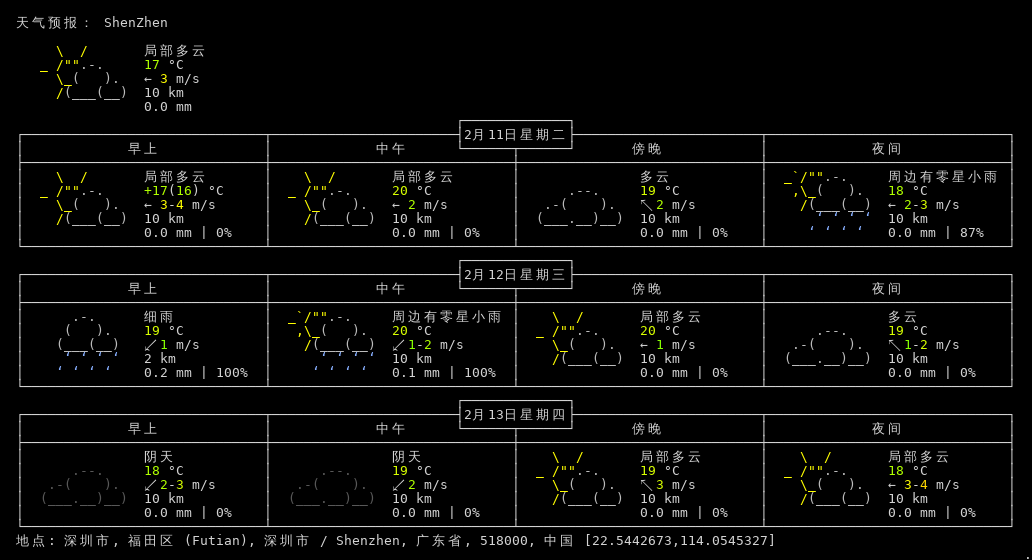 天气预报： ShenZhen
局部多云
17 °C
← 3 m/s
10 km
0.0 mm
2月11日星期二
早上 中午 傍晚 夜间
局部多云 局部多云 多云 周边有零星小雨
+17(16) °C 20 °C 19 °C 18 °C
← 3-4 m/s ← 2 m/s ↖ 2 m/s ← 2-3 m/s
10 km 10 km 10 km 10 km
0.0 mm | 0% 0.0 mm | 0% 0.0 mm | 0% 0.0 mm | 87%
2月12日星期三
早上 中午 傍晚 夜间
细雨 周边有零星小雨 局部多云 多云
19 °C 20 °C 20 °C 19 °C
↙ 1 m/s ↙ 1-2 m/s ← 1 m/s ↖ 1-2 m/s
2 km 10 km 10 km 10 km
0.2 mm | 100% 0.1 mm | 100% 0.0 mm | 0% 0.0 mm | 0%
2月13日星期四
早上 中午 傍晚 夜间
阴天 阴天 局部多云 局部多云
18 °C 19 °C 19 °C 18 °C
↙ 2-3 m/s ↙ 2 m/s ↖ 3 m/s ← 3-4 m/s
10 km 10 km 10 km 10 km
0.0 mm | 0% 0.0 mm | 0% 0.0 mm | 0% 0.0 mm | 0%
地点: 深圳市, 福田区 (Futian), 深圳市 / Shenzhen, 广东省, 518000, 中国 [22.5442673,114.0545327]